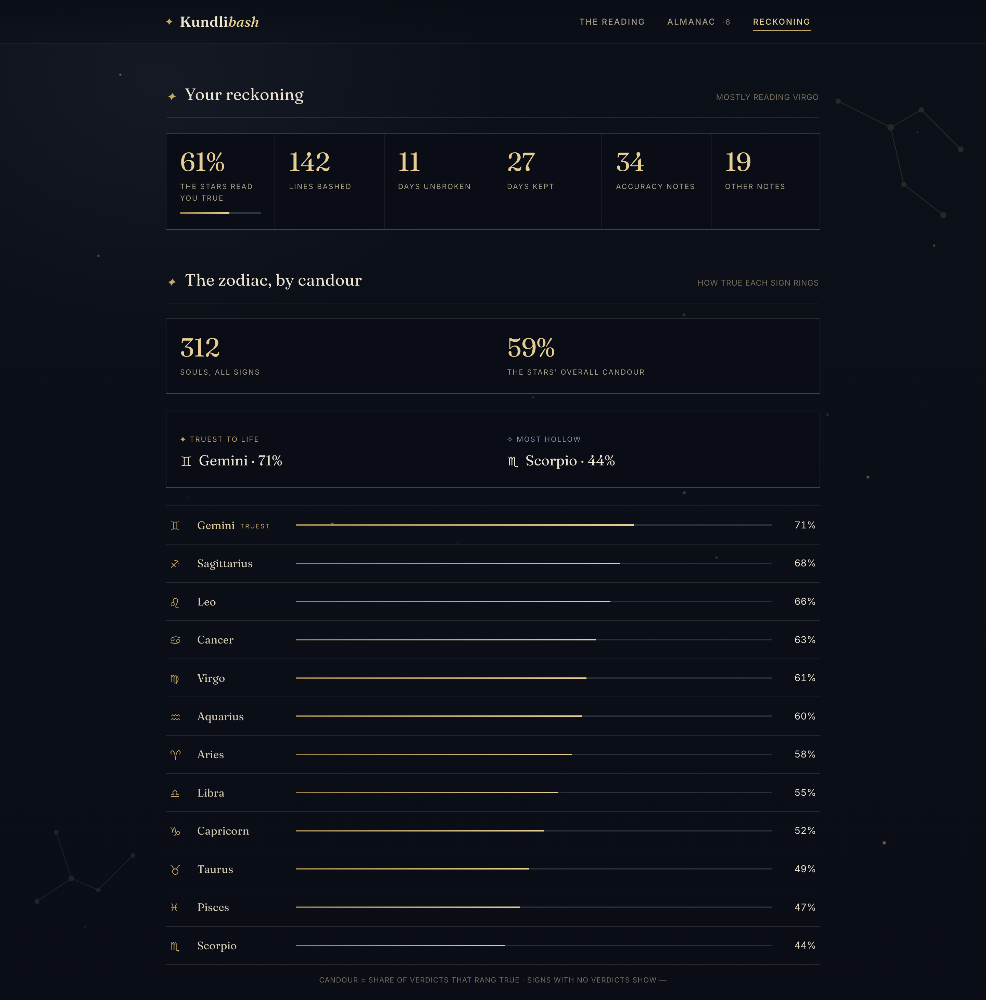 Kundlibash
THE READING
ALMANAC ·6
RECKONING
Your reckoning
MOSTLY READING VIRGO
61%
THE STARS READ
YOU TRUE
142
LINES BASHED
11
DAYS UNBROKEN
27
DAYS KEPT
34
ACCURACY NOTES
19
OTHER NOTES
The zodiac, by candour
HOW TRUE EACH SIGN RINGS
312
SOULS, ALL SIGNS
59%
THE STARS' OVERALL CANDOUR
✦ TRUEST TO LIFE
♊ Gemini · 71%
✧ MOST HOLLOW
♏ Scorpio · 44%
♊ Gemini TRUEST 71%
♐ Sagittarius 68%
♌ Leo 66%
♋ Cancer 63%
♍ Virgo 61%
♒ Aquarius 60%
♈ Aries 58%
♎ Libra 55%
♑ Capricorn 52%
♉ Taurus 49%
♓ Pisces 47%
♏ Scorpio 44%
CANDOUR = SHARE OF VERDICTS THAT RANG TRUE · SIGNS WITH NO VERDICTS SHOW —